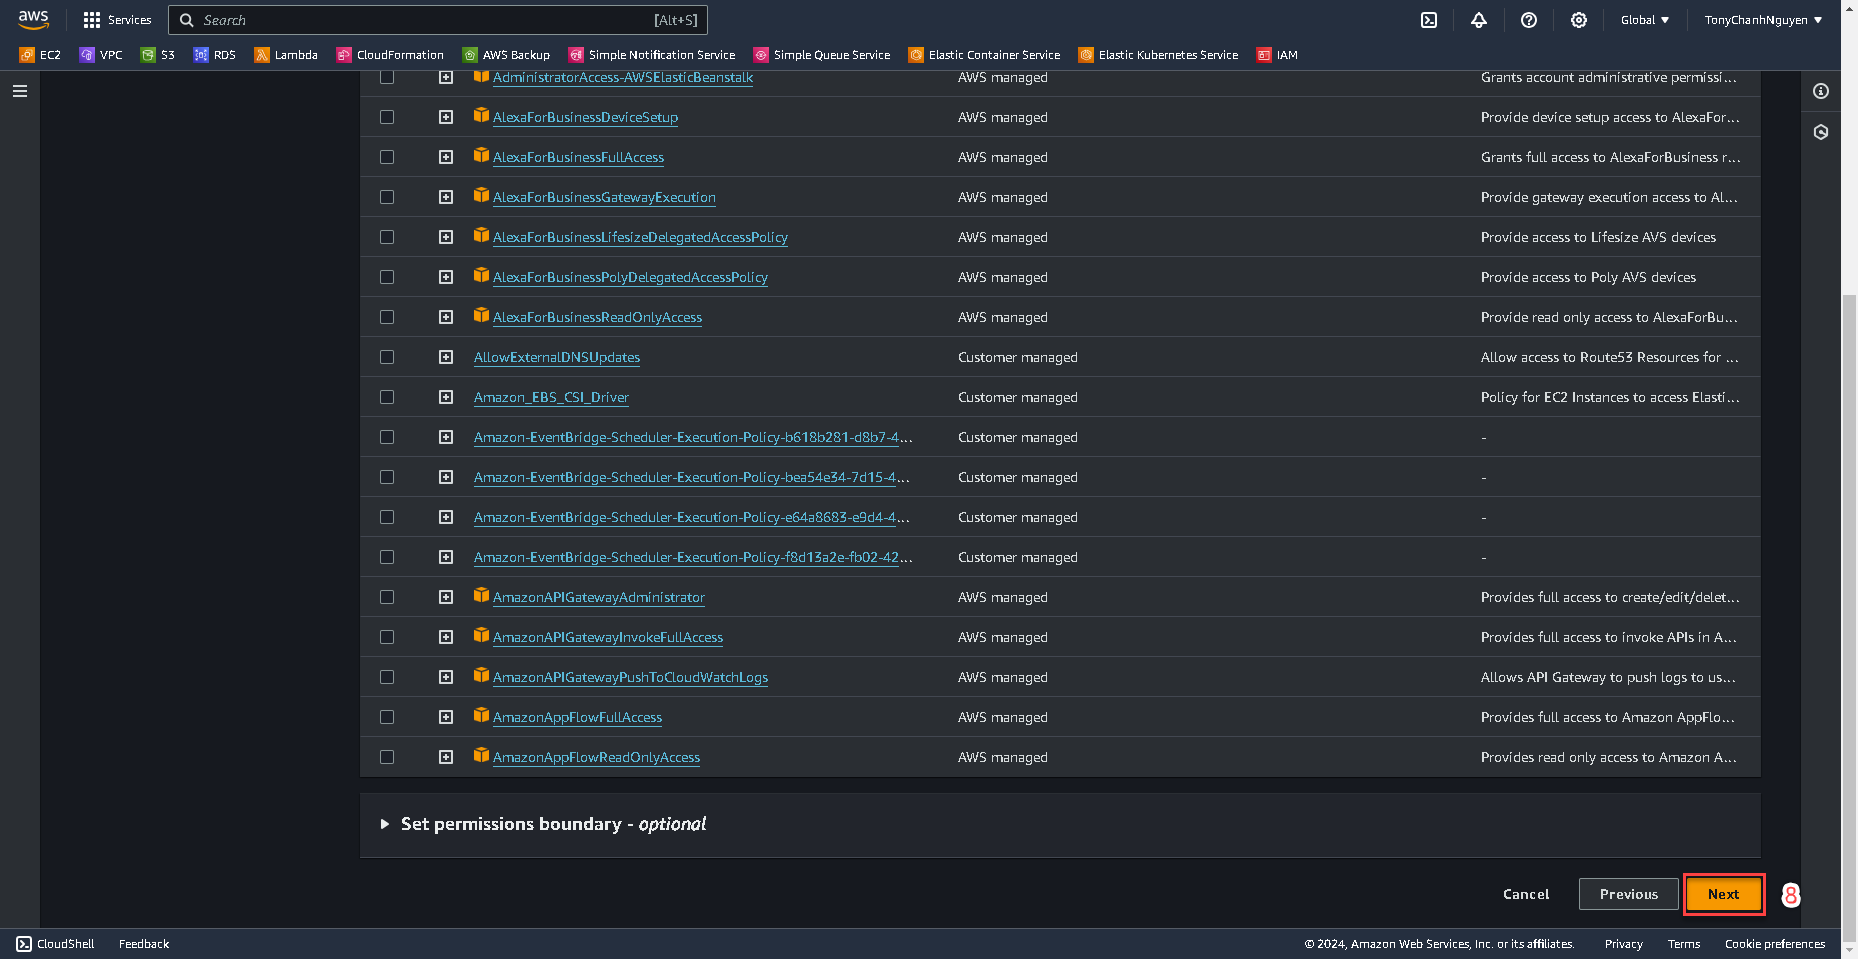 aws Services Search [Alt+S] Global TonyChanhNguyen
EC2 VPC S3 RDS Lambda CloudFormation AWS Backup Simple Notification Service Simple Queue Service Elastic Container Service Elastic Kubernetes Service IAM
AdministratorAccess-AWSElasticBeanstalk AWS managed Grants account administrative permissi...
AlexaForBusinessDeviceSetup AWS managed Provide device setup access to AlexaFor...
AlexaForBusinessFullAccess AWS managed Grants full access to AlexaForBusiness r...
AlexaForBusinessGatewayExecution AWS managed Provide gateway execution access to Al...
AlexaForBusinessLifesizeDelegatedAccessPolicy AWS managed Provide access to Lifesize AVS devices
AlexaForBusinessPolyDelegatedAccessPolicy AWS managed Provide access to Poly AVS devices
AlexaForBusinessReadOnlyAccess AWS managed Provide read only access to AlexaForBu...
AllowExternalDNSUpdates Customer managed Allow access to Route53 Resources for ...
Amazon_EBS_CSI_Driver Customer managed Policy for EC2 Instances to access Elasti...
Amazon-EventBridge-Scheduler-Execution-Policy-b618b281-d8b7-4... Customer managed -
Amazon-EventBridge-Scheduler-Execution-Policy-bea54e34-7d15-4... Customer managed -
Amazon-EventBridge-Scheduler-Execution-Policy-e64a8683-e9d4-4... Customer managed -
Amazon-EventBridge-Scheduler-Execution-Policy-f8d13a2e-fb02-42... Customer managed -
AmazonAPIGatewayAdministrator AWS managed Provides full access to create/edit/delet...
AmazonAPIGatewayInvokeFullAccess AWS managed Provides full access to invoke APIs in A...
AmazonAPIGatewayPushToCloudWatchLogs AWS managed Allows API Gateway to push logs to us...
AmazonAppFlowFullAccess AWS managed Provides full access to Amazon AppFlo...
AmazonAppFlowReadOnlyAccess AWS managed Provides read only access to Amazon A...
Set permissions boundary - optional
Cancel Previous Next 8
CloudShell Feedback © 2024, Amazon Web Services, Inc. or its affiliates. Privacy Terms Cookie preferences